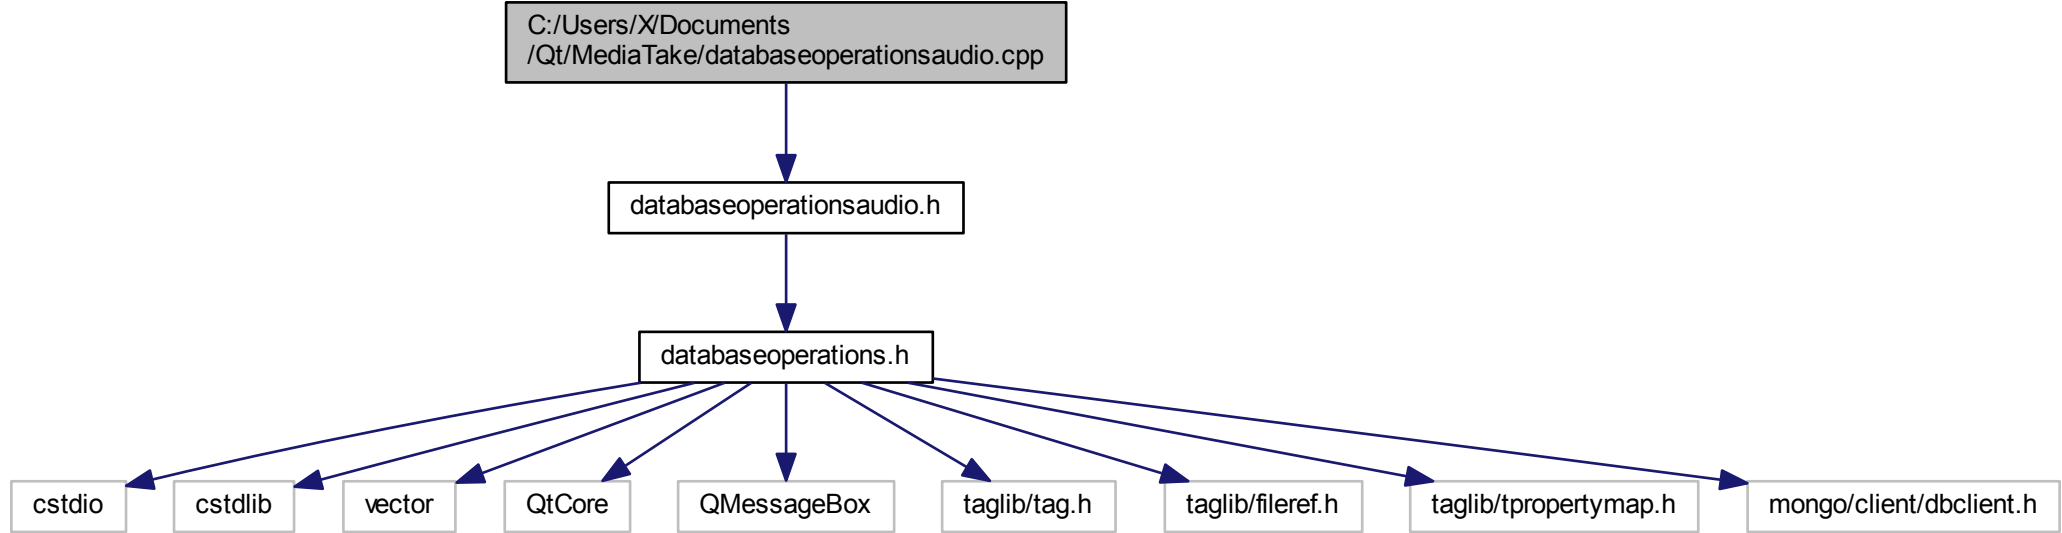 C:/Users/X/Documents
/Qt/MediaTake/databaseoperationsaudio.cpp
databaseoperationsaudio.h
databaseoperations.h
cstdio
cstdlib
vector
QtCore
QMessageBox
taglib/tag.h
taglib/fileref.h
taglib/tpropertymap.h
mongo/client/dbclient.h